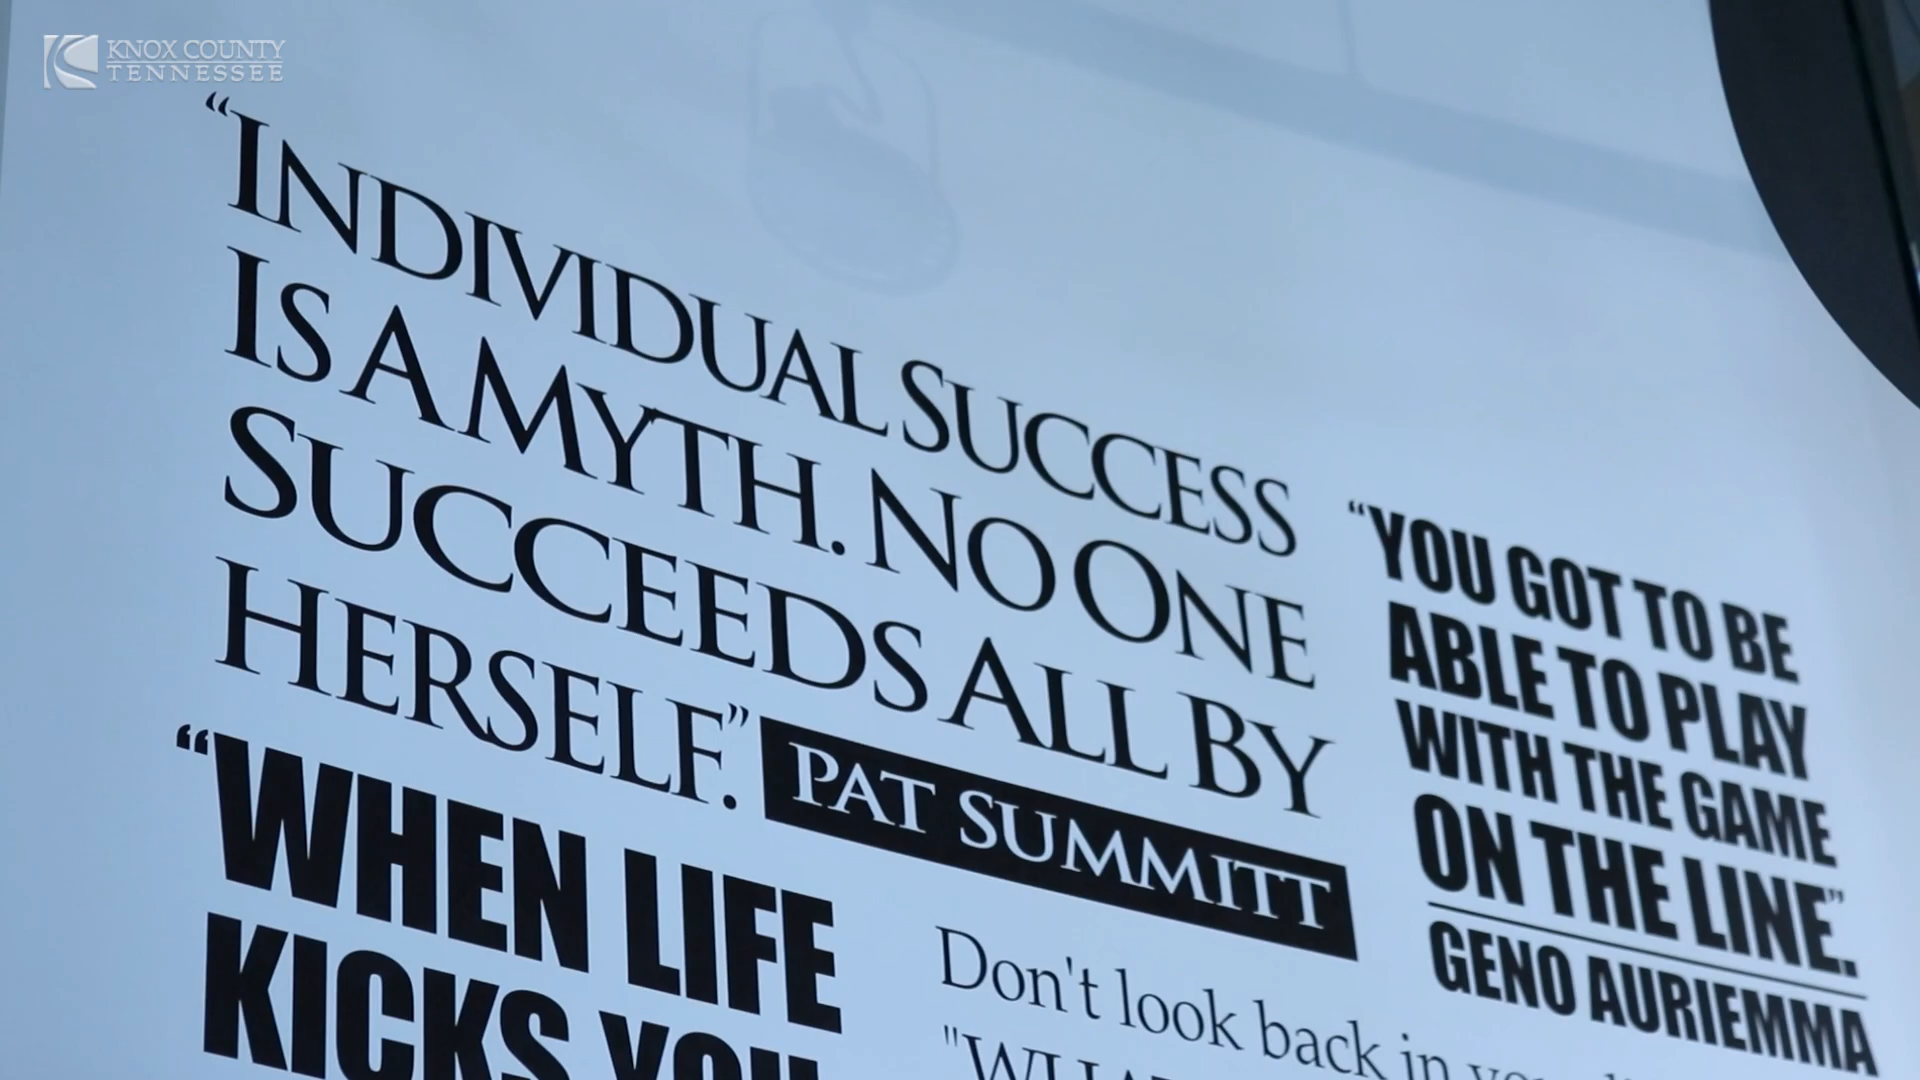 KNOX COUNTY
TENNESSEE
“INDIVIDUAL SUCCESS
IS A MYTH. NO ONE
SUCCEEDS ALL BY
HERSELF.”
PAT SUMMITT
“YOU GOT TO BE
ABLE TO PLAY
WITH THE GAME
ON THE LINE.”
GENO AURIEMMA
“WHEN LIFE
KICKS YOU
Don't look back in